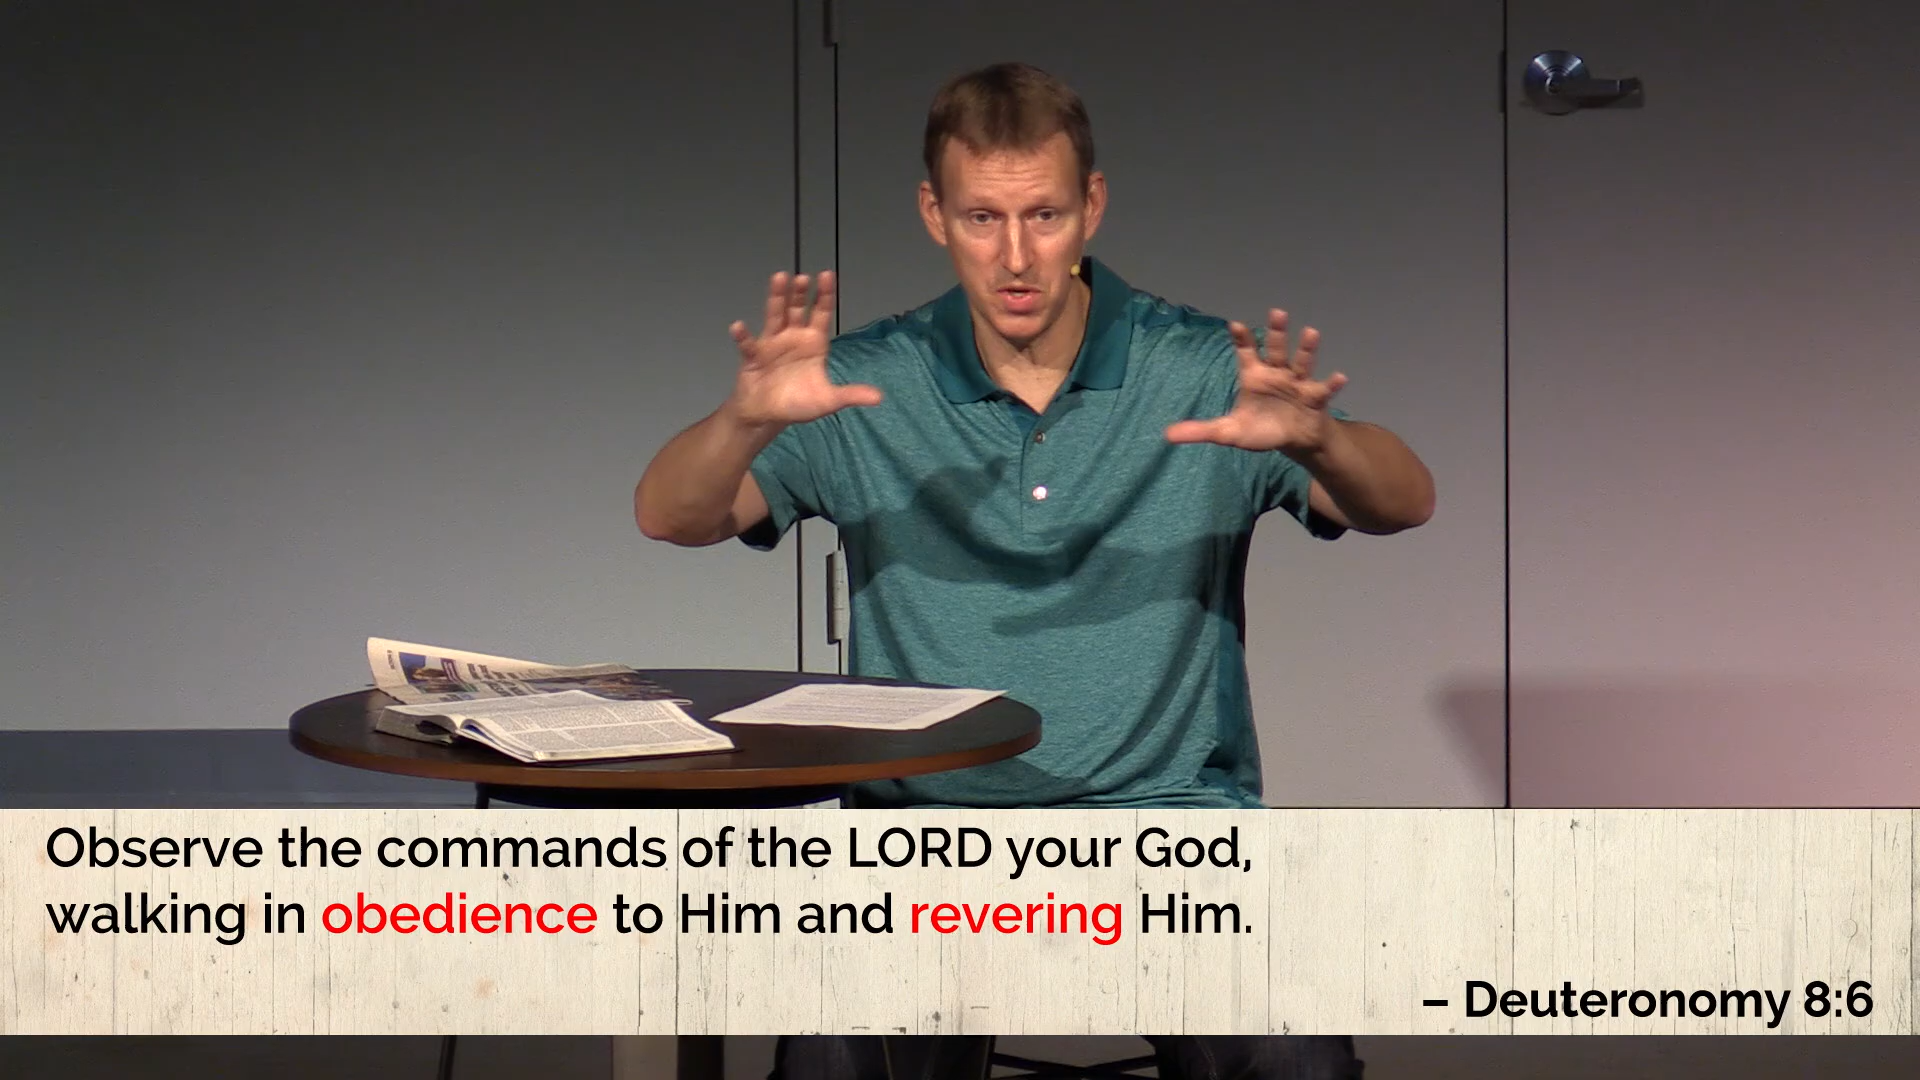 Observe the commands of the LORD your God,
walking in obedience to Him and revering Him.
– Deuteronomy 8:6